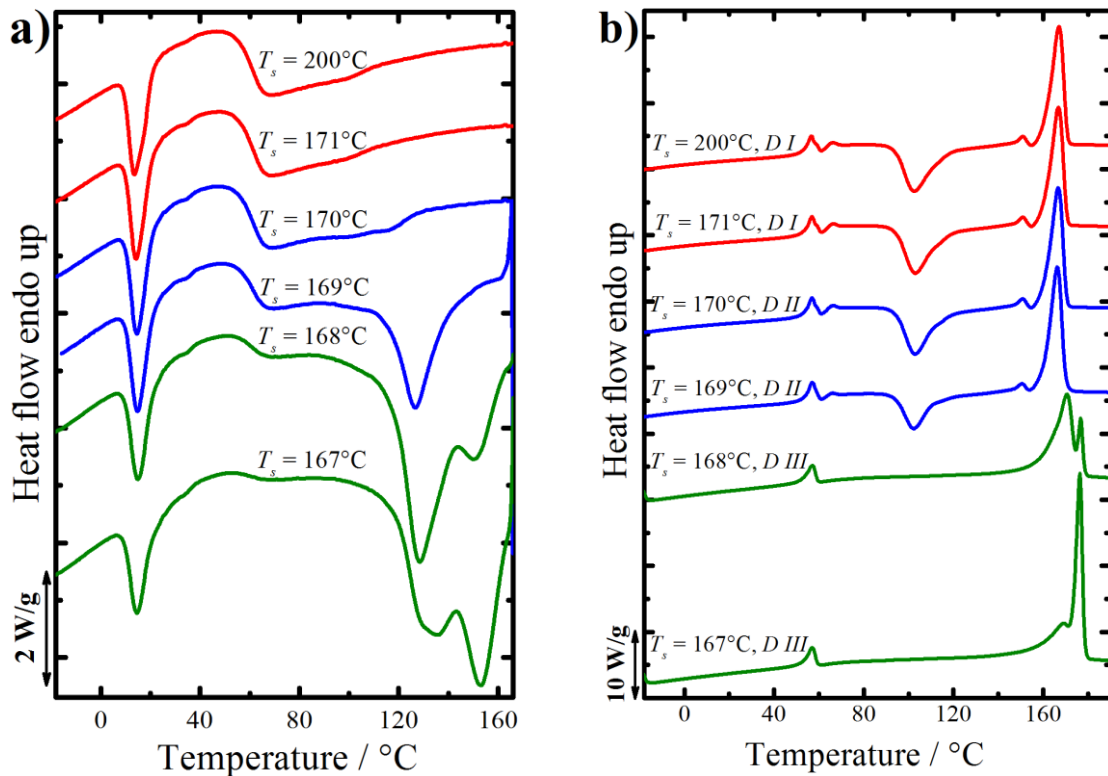 a)
T_s = 200°C
T_s = 171°C
T_s = 170°C
T_s = 169°C
T_s = 168°C
T_s = 167°C
Heat flow endo up
2 W/g
0 40 80 120 160
Temperature / °C
b)
T_s = 200°C, D I
T_s = 171°C, D I
T_s = 170°C, D II
T_s = 169°C, D II
T_s = 168°C, D III
T_s = 167°C, D III
Heat flow endo up
10 W/g
0 40 80 120 160
Temperature / °C